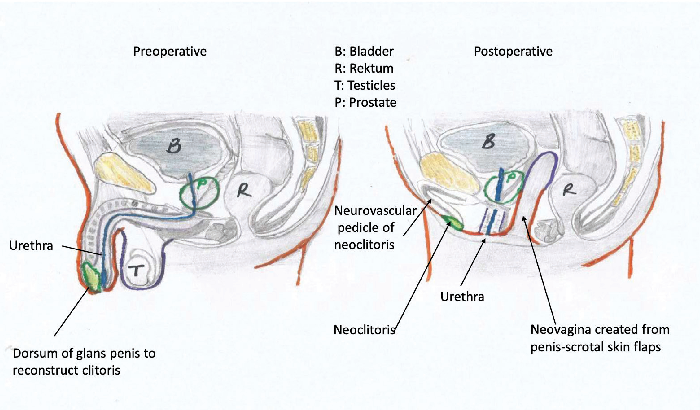 Preoperative
B: Bladder
R: Rektum
T: Testicles
P: Prostate
Postoperative
B
P
R
Urethra
T
Dorsum of glans penis to
reconstruct clitoris
B
P
R
Neurovascular
pedicle of
neoclitoris
Urethra
Neoclitoris
Neovagina created from
penis-scrotal skin flaps